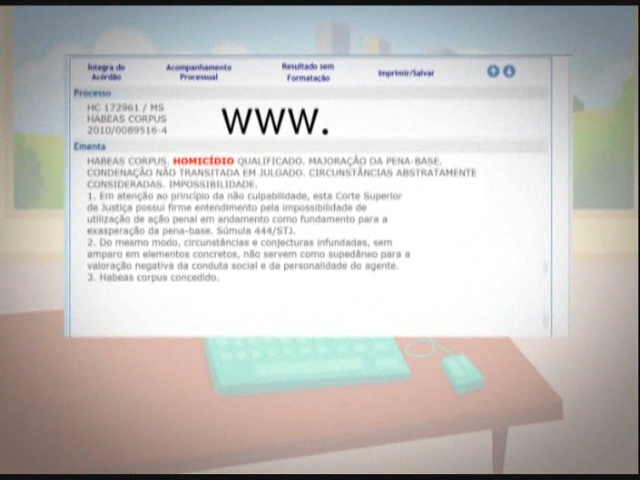 Íntegra do Acórdão
Acompanhamento Processual
Resultado sem Formatação
Imprimir/Salvar
Processo
HC 172961 / MS
HABEAS CORPUS
2010/0089516-4
www.
Ementa
HABEAS CORPUS. HOMICÍDIO QUALIFICADO. MAJORAÇÃO DA PENA-BASE.
CONDENAÇÃO NÃO TRANSITADA EM JULGADO. CIRCUNSTÂNCIAS ABSTRATAMENTE
CONSIDERADAS. IMPOSSIBILIDADE.
1. Em atenção ao princípio da não culpabilidade, esta Corte Superior
de Justiça possui firme entendimento pela impossibilidade de
utilização de ação penal em andamento como fundamento para a
exasperação da pena-base. Súmula 444/STJ.
2. Do mesmo modo, circunstâncias e conjecturas infundadas, sem
amparo em elementos concretos, não servem como supedâneo para a
valoração negativa da conduta social e da personalidade do agente.
3. Habeas corpus concedido.